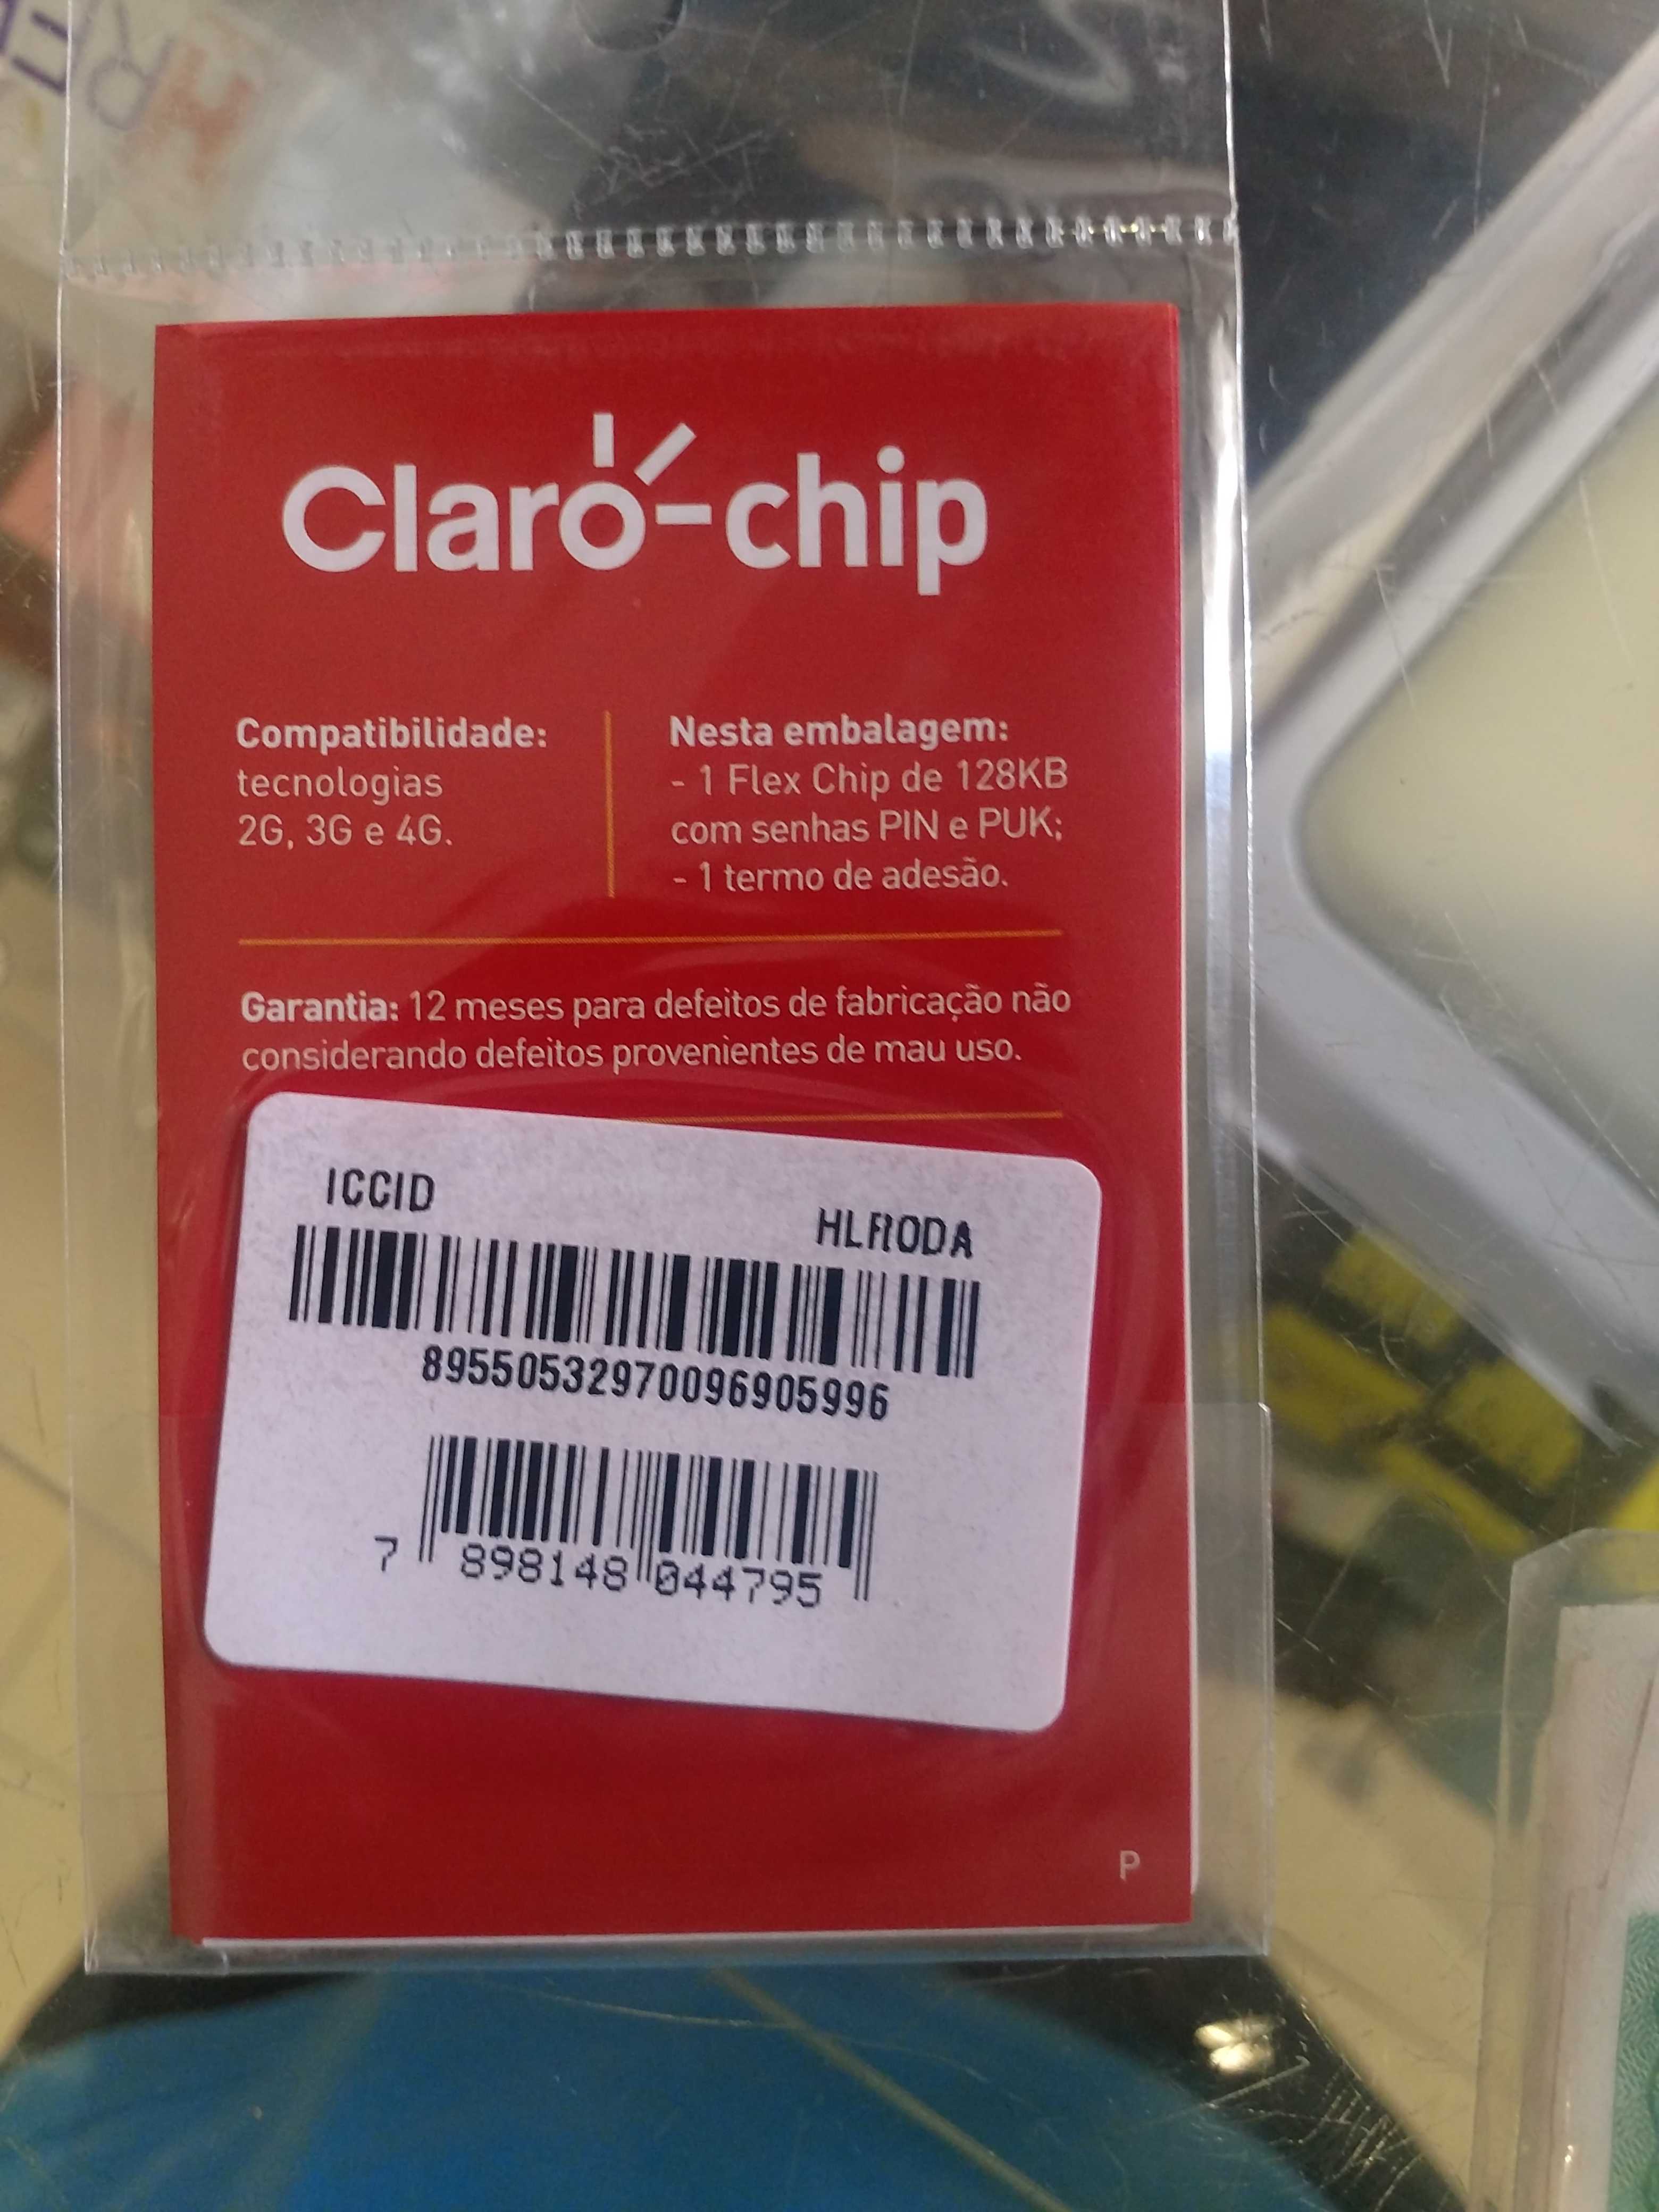 Claro-chip
Compatibilidade:
tecnologias
2G, 3G e 4G.
Nesta embalagem:
- 1 Flex Chip de 128KB
com senhas PIN e PUK;
- 1 termo de adesão.
Garantia: 12 meses para defeitos de fabricação não
considerando defeitos provenientes de mau uso.
ICCID
HLRODA
89550532970096905996
7 898148 044795
P